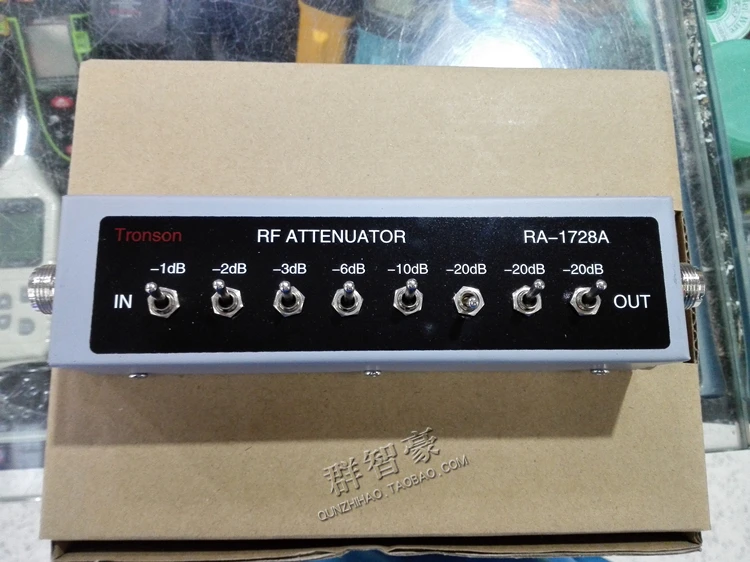 Tronson RF ATTENUATOR RA-1728A
-1dB -2dB -3dB -6dB -10dB -20dB -20dB -20dB
IN OUT
群智豪
QUNZHIHAO.TAOBAO.COM